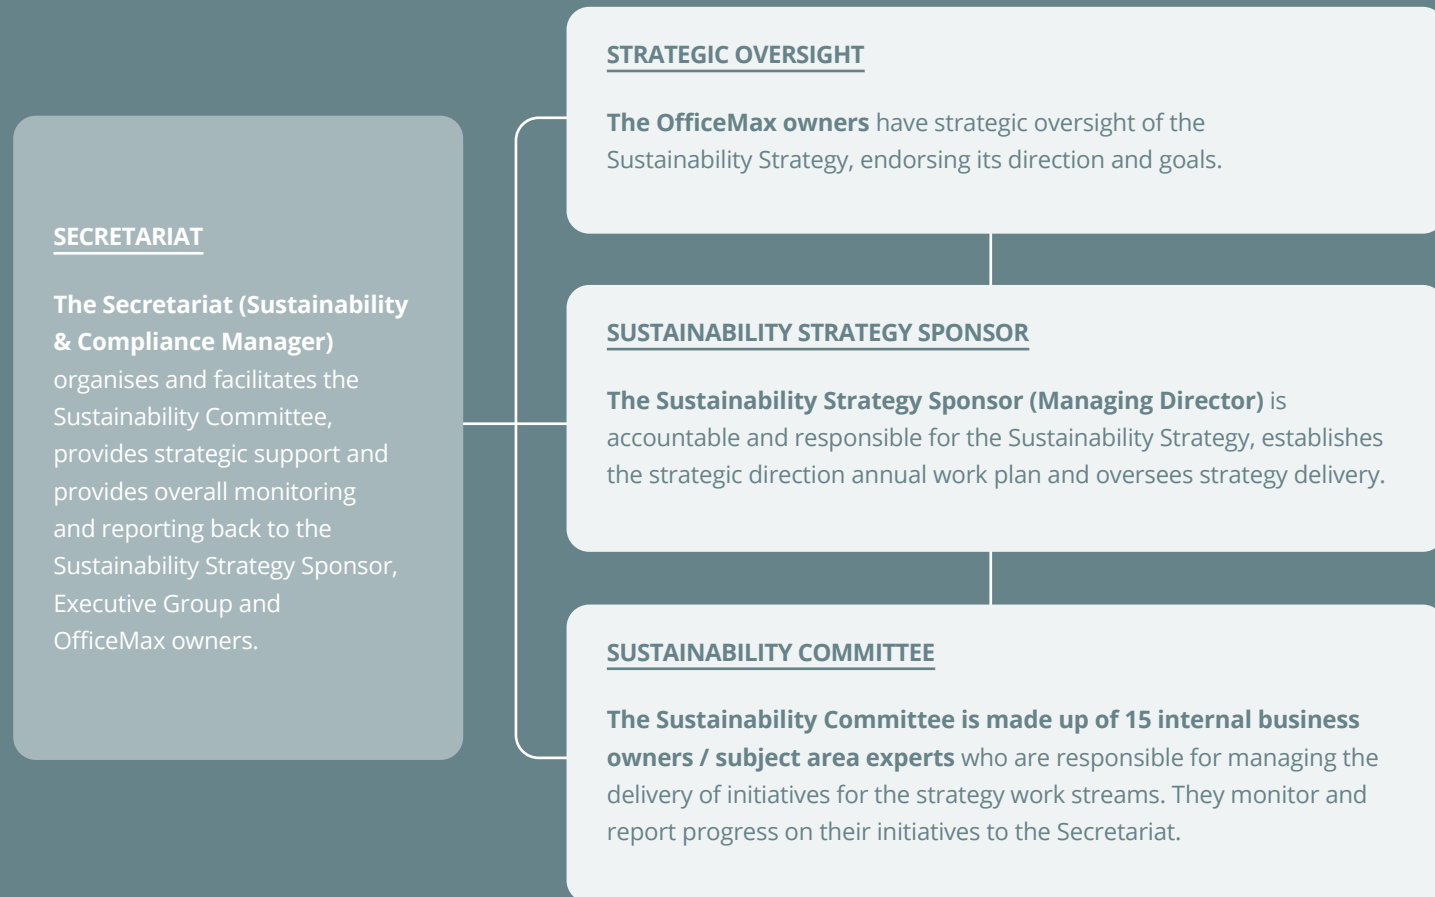 SECRETARIAT
The Secretariat (Sustainability
& Compliance Manager)
organises and facilitates the
Sustainability Committee,
provides strategic support and
provides overall monitoring
and reporting back to the
Sustainability Strategy Sponsor,
Executive Group and
OfficeMax owners.
STRATEGIC OVERSIGHT
The OfficeMax owners have strategic oversight of the
Sustainability Strategy, endorsing its direction and goals.
SUSTAINABILITY STRATEGY SPONSOR
The Sustainability Strategy Sponsor (Managing Director) is
accountable and responsible for the Sustainability Strategy, establishes
the strategic direction annual work plan and oversees strategy delivery.
SUSTAINABILITY COMMITTEE
The Sustainability Committee is made up of 15 internal business
owners / subject area experts who are responsible for managing the
delivery of initiatives for the strategy work streams. They monitor and
report progress on their initiatives to the Secretariat.